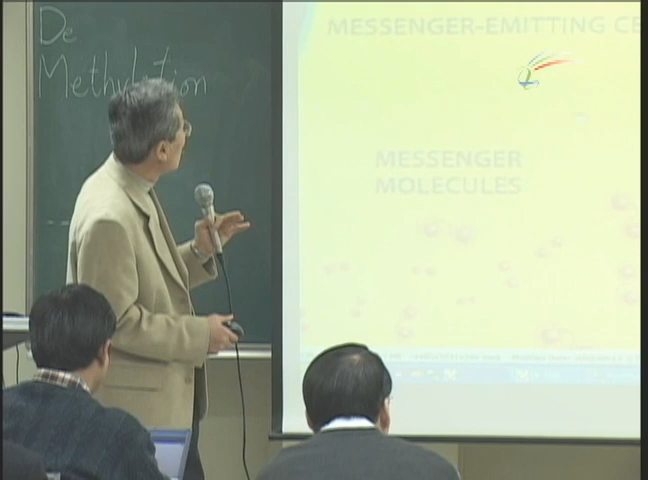 De
Methylation
MESSENGER-EMITTING CE
MESSENGER
MOLECULES